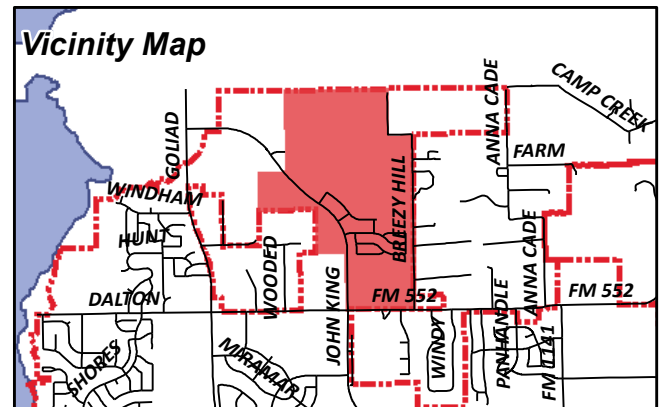 Vicinity Map
CAMP CREEK
ANNA CADE
GOLIAD
FARM
WINDHAM
BREEZY HILL
HUNT
WOODED
ANNA CADE
DALTON
FM 552
FM 552
JOHN KING
WINDY
PANHANDLE
FM 1141
SHORES
MIRAMAR